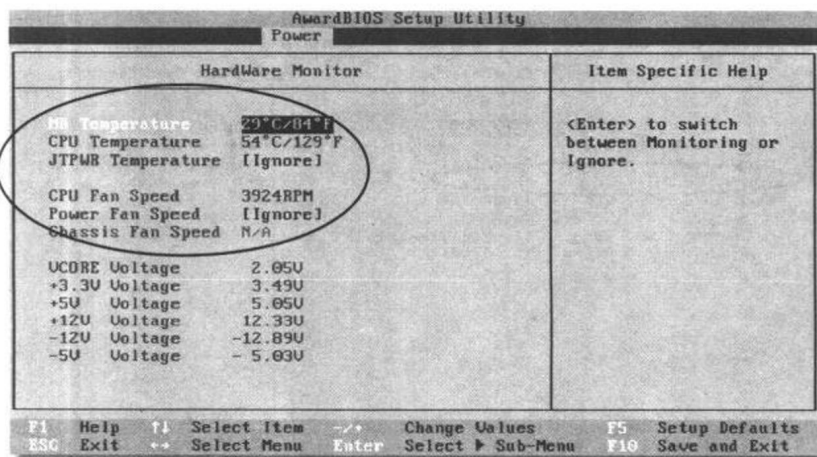 AwardBIOS Setup Utility
Power
HardWare Monitor
Item Specific Help
MB Temperature 29°C/84°F
CPU Temperature 54°C/129°F
JTPWR Temperature [Ignore]
CPU Fan Speed 3924RPM
Power Fan Speed [Ignore]
Chassis Fan Speed N/A
VCORE Voltage 2.05V
+3.3V Voltage 3.49V
+5V Voltage 5.05V
+12V Voltage 12.33V
-12V Voltage -12.89V
-5V Voltage - 5.03V
<Enter> to switch
between Monitoring or
Ignore.
F1 Help ↑↓ Select Item -/+ Change Values F5 Setup Defaults
ESC Exit ↔ Select Menu Enter Select ▶ Sub-Menu F10 Save and Exit